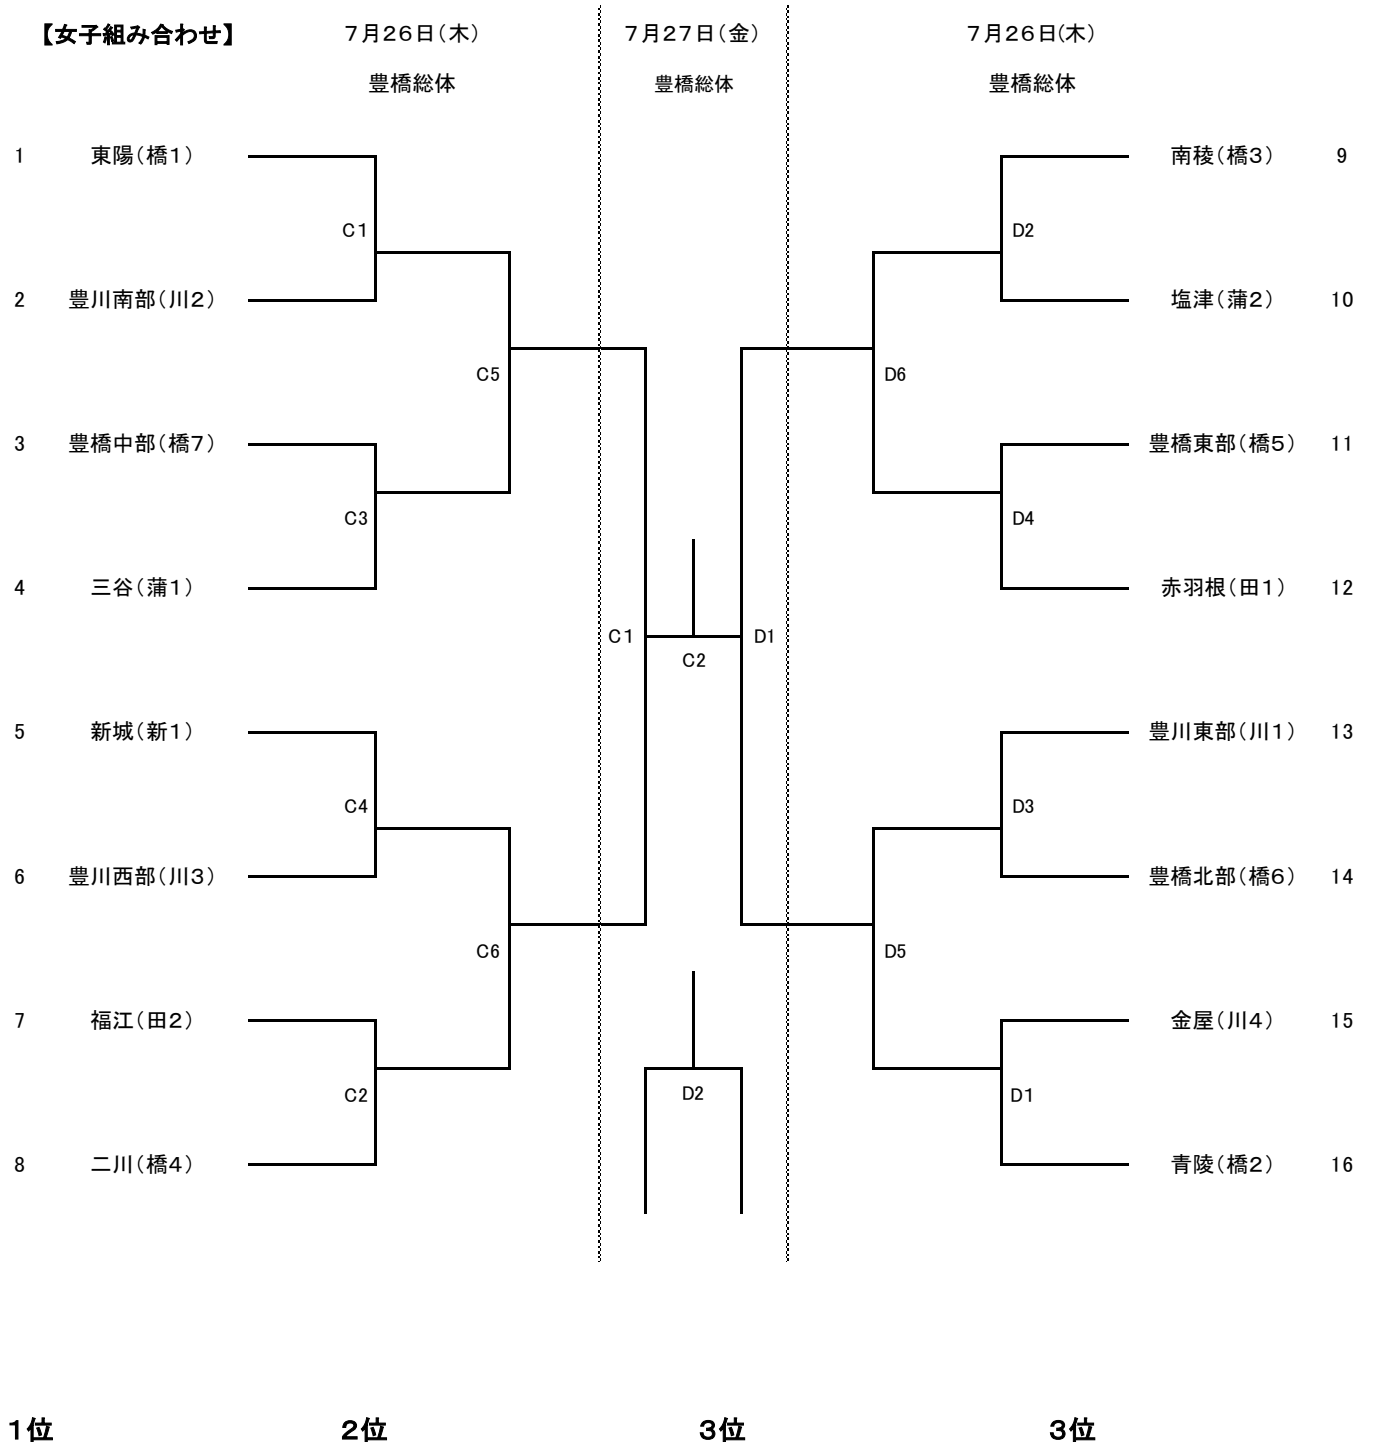 【女子組み合わせ】 7月26日(木) 7月27日(金) 7月26日(木)
豊橋総体 豊橋総体 豊橋総体
1 東陽(橋1) 南稜(橋3) 9
C1 D2
2 豊川南部(川2) 塩津(蒲2) 10
C5 D6
3 豊橋中部(橋7) 豊橋東部(橋5) 11
C3 D4
4 三谷(蒲1) 赤羽根(田1) 12
C1 D1
C2
5 新城(新1) 豊川東部(川1) 13
C4 D3
6 豊川西部(川3) 豊橋北部(橋6) 14
C6 D5
7 福江(田2) 金屋(川4) 15
C2 D2 D1
8 二川(橋4) 青陵(橋2) 16
1位 2位 3位 3位